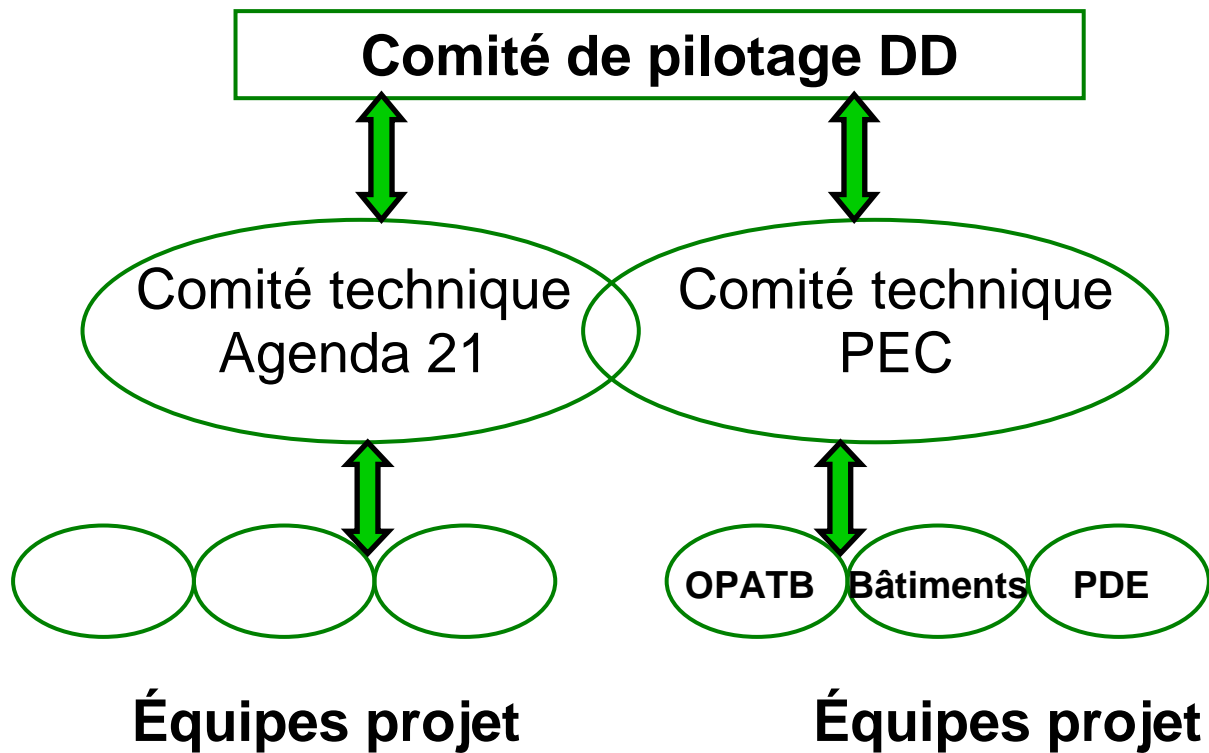 Comité de pilotage DD
Comité technique
Agenda 21
Comité technique
PEC
OPATB
Bâtiments
PDE
Équipes projet
Équipes projet